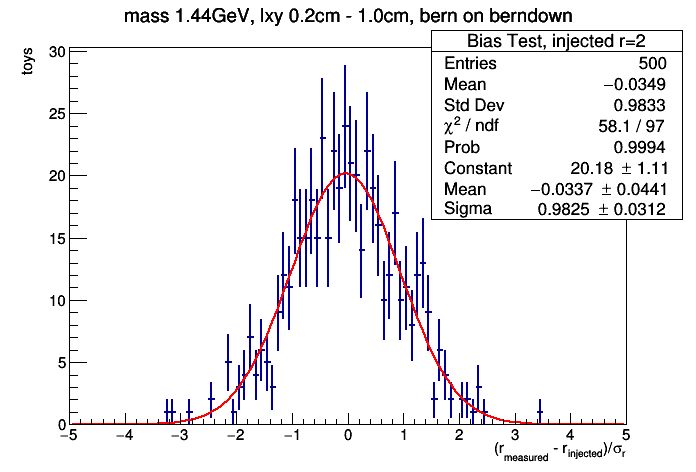 mass 1.44GeV, lxy 0.2cm - 1.0cm, bern on berndown
Bias Test, injected r=2
Entries 500
Mean −0.0349
Std Dev 0.9833
χ² / ndf 58.1 / 97
Prob 0.9994
Constant 20.18 ± 1.11
Mean −0.0337 ± 0.0441
Sigma 0.9825 ± 0.0312
toys
30
25
20
15
10
5
0
−5 −4 −3 −2 −1 0 1 2 3 4 5
(r_measured - r_injected)/σ_r